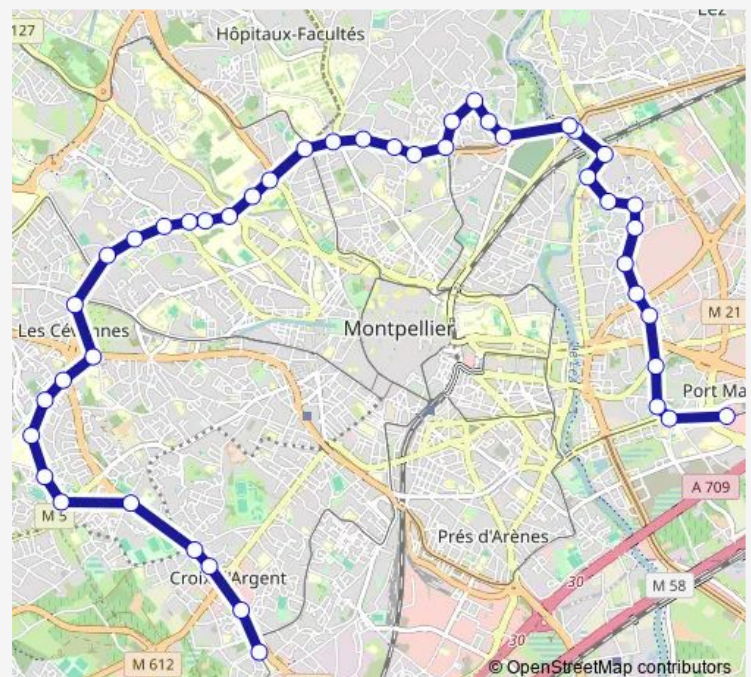 127
Lez
Hôpitaux-Facultés
M 21
Les Cévennes
Montpellier
Port Ma
A 709
M 5
Prés d'Arènes
30
Croix d'Argent
M 58
30
M 612
© OpenStreetMap contributors